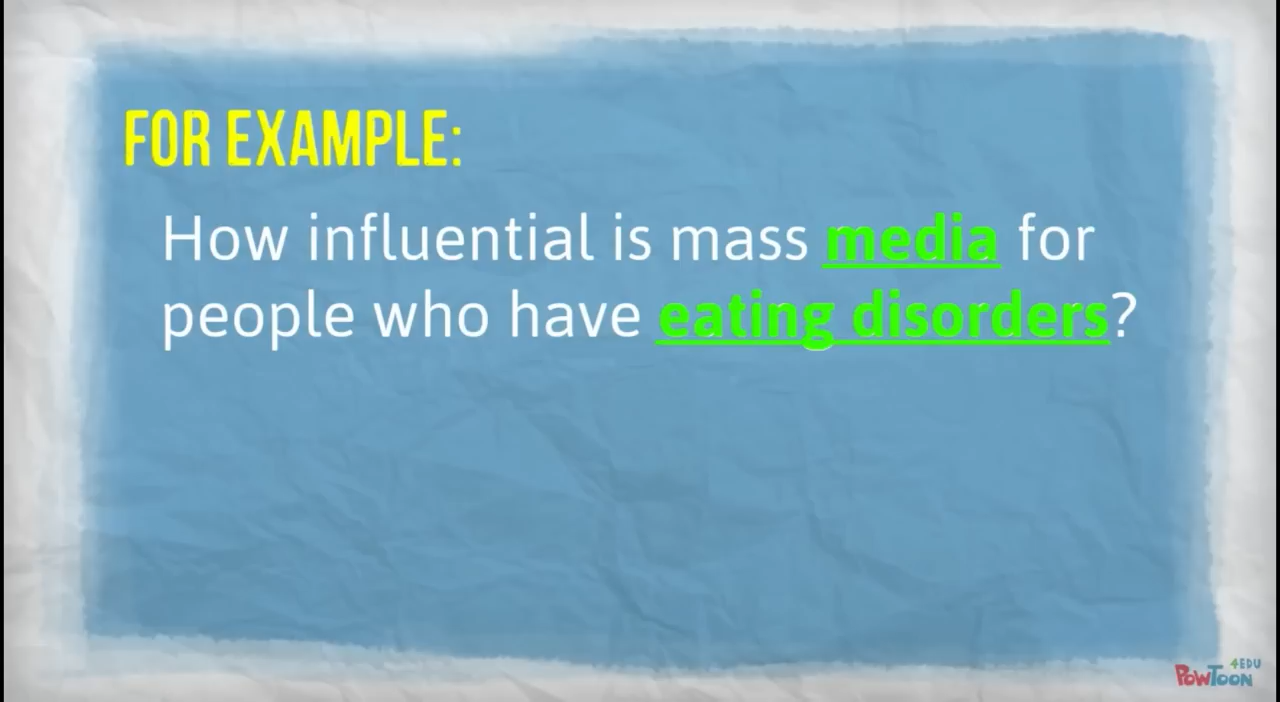 FOR EXAMPLE:
How influential is mass media for
people who have eating disorders?
4EDU
POWTOON